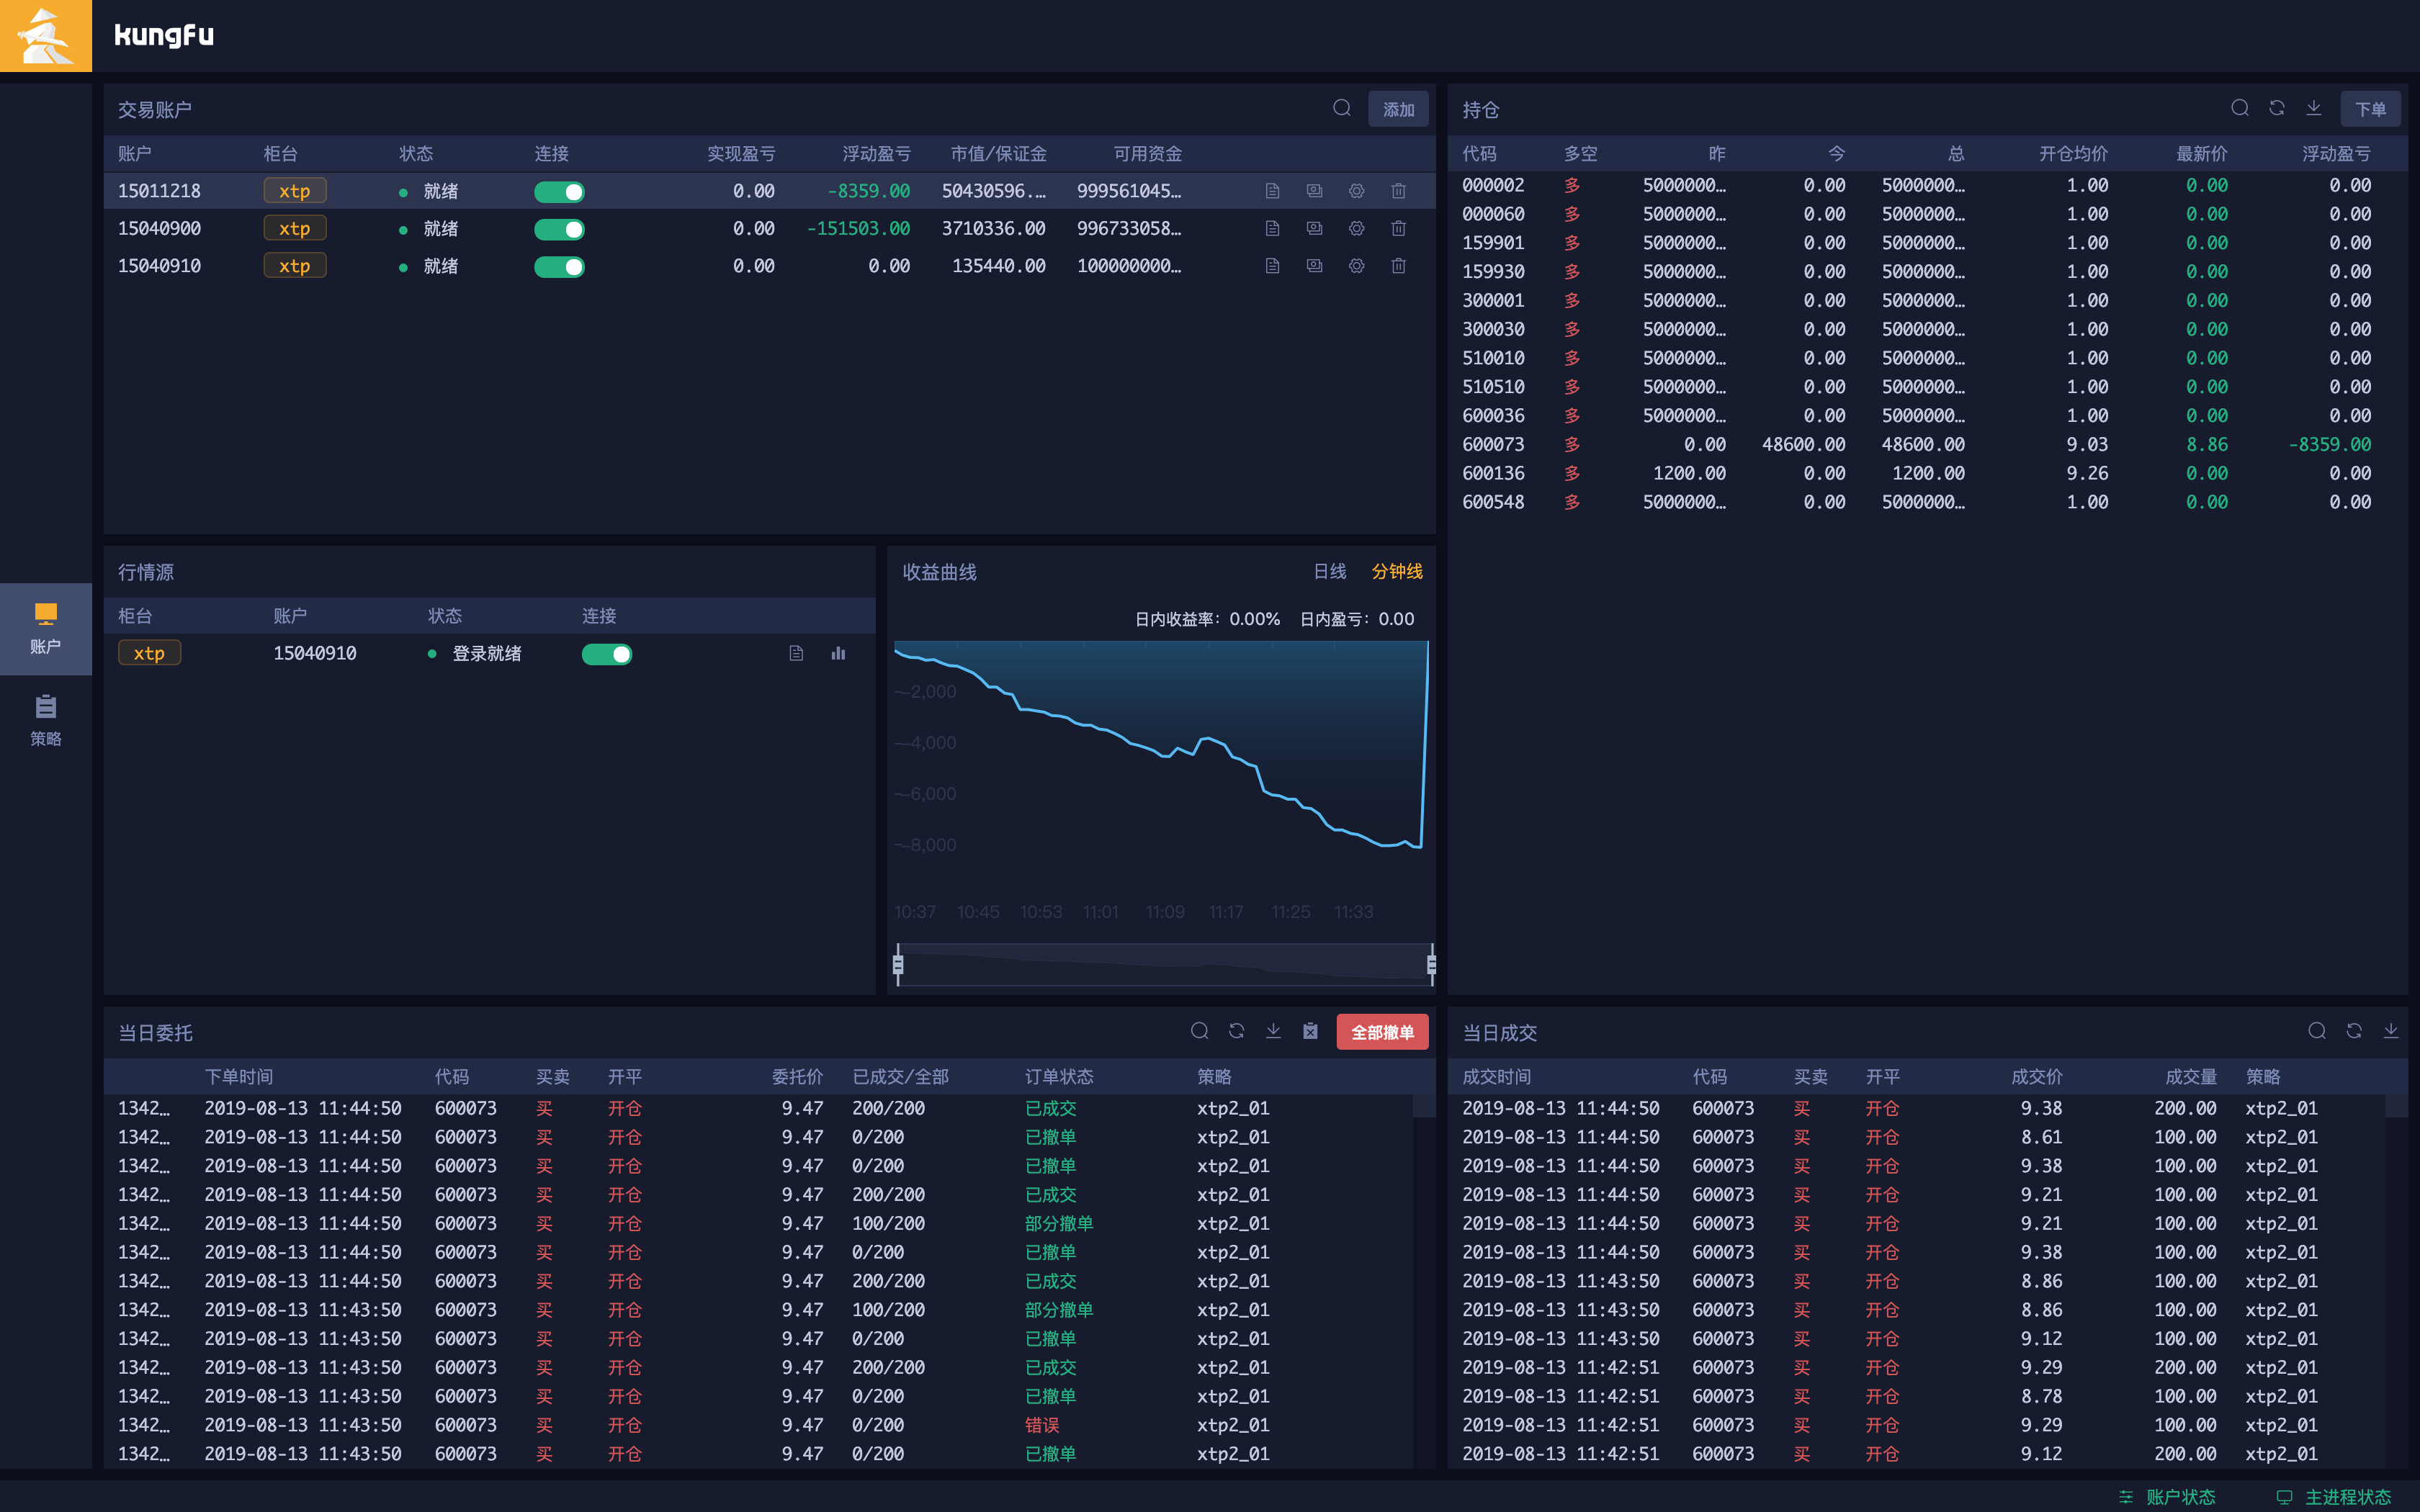 kungfu
交易账户 添加
账户 柜台 状态 连接 实现盈亏 浮动盈亏 市值/保证金 可用资金
15011218 xtp 就绪 0.00 -8359.00 50430596.... 999561045...
15040900 xtp 就绪 0.00 -151503.00 3710336.00 996733058...
15040910 xtp 就绪 0.00 0.00 135440.00 100000000...
持仓 下单
代码 多空 昨 今 总 开仓均价 最新价 浮动盈亏
000002 多 5000000... 0.00 5000000... 1.00 0.00 0.00
000060 多 5000000... 0.00 5000000... 1.00 0.00 0.00
159901 多 5000000... 0.00 5000000... 1.00 0.00 0.00
159930 多 5000000... 0.00 5000000... 1.00 0.00 0.00
300001 多 5000000... 0.00 5000000... 1.00 0.00 0.00
300030 多 5000000... 0.00 5000000... 1.00 0.00 0.00
510010 多 5000000... 0.00 5000000... 1.00 0.00 0.00
510510 多 5000000... 0.00 5000000... 1.00 0.00 0.00
600036 多 5000000... 0.00 5000000... 1.00 0.00 0.00
600073 多 0.00 48600.00 48600.00 9.03 8.86 -8359.00
600136 多 1200.00 0.00 1200.00 9.26 0.00 0.00
600548 多 5000000... 0.00 5000000... 1.00 0.00 0.00
账户
策略
行情源
柜台 账户 状态 连接
xtp 15040910 登录就绪
收益曲线 日线 分钟线
日内收益率：0.00% 日内盈亏：0.00
-2,000
-4,000
-6,000
-8,000
10:37 10:45 10:53 11:01 11:09 11:17 11:25 11:33
当日委托 全部撤单
下单时间 代码 买卖 开平 委托价 已成交/全部 订单状态 策略
1342... 2019-08-13 11:44:50 600073 买 开仓 9.47 200/200 已成交 xtp2_01
1342... 2019-08-13 11:44:50 600073 买 开仓 9.47 0/200 已撤单 xtp2_01
1342... 2019-08-13 11:44:50 600073 买 开仓 9.47 0/200 已撤单 xtp2_01
1342... 2019-08-13 11:44:50 600073 买 开仓 9.47 200/200 已成交 xtp2_01
1342... 2019-08-13 11:44:50 600073 买 开仓 9.47 100/200 部分撤单 xtp2_01
1342... 2019-08-13 11:44:50 600073 买 开仓 9.47 0/200 已撤单 xtp2_01
1342... 2019-08-13 11:44:50 600073 买 开仓 9.47 200/200 已成交 xtp2_01
1342... 2019-08-13 11:43:50 600073 买 开仓 9.47 100/200 部分撤单 xtp2_01
1342... 2019-08-13 11:43:50 600073 买 开仓 9.47 0/200 已撤单 xtp2_01
1342... 2019-08-13 11:43:50 600073 买 开仓 9.47 200/200 已成交 xtp2_01
1342... 2019-08-13 11:43:50 600073 买 开仓 9.47 0/200 已撤单 xtp2_01
1342... 2019-08-13 11:43:50 600073 买 开仓 9.47 0/200 错误 xtp2_01
1342... 2019-08-13 11:43:50 600073 买 开仓 9.47 0/200 已撤单 xtp2_01
当日成交
成交时间 代码 买卖 开平 成交价 成交量 策略
2019-08-13 11:44:50 600073 买 开仓 9.38 200.00 xtp2_01
2019-08-13 11:44:50 600073 买 开仓 8.61 100.00 xtp2_01
2019-08-13 11:44:50 600073 买 开仓 9.38 100.00 xtp2_01
2019-08-13 11:44:50 600073 买 开仓 9.21 100.00 xtp2_01
2019-08-13 11:44:50 600073 买 开仓 9.21 100.00 xtp2_01
2019-08-13 11:44:50 600073 买 开仓 9.38 100.00 xtp2_01
2019-08-13 11:43:50 600073 买 开仓 8.86 100.00 xtp2_01
2019-08-13 11:43:50 600073 买 开仓 8.86 100.00 xtp2_01
2019-08-13 11:43:50 600073 买 开仓 9.12 100.00 xtp2_01
2019-08-13 11:42:51 600073 买 开仓 9.29 200.00 xtp2_01
2019-08-13 11:42:51 600073 买 开仓 8.78 100.00 xtp2_01
2019-08-13 11:42:51 600073 买 开仓 9.29 100.00 xtp2_01
2019-08-13 11:42:51 600073 买 开仓 9.12 200.00 xtp2_01
账户状态 主进程状态